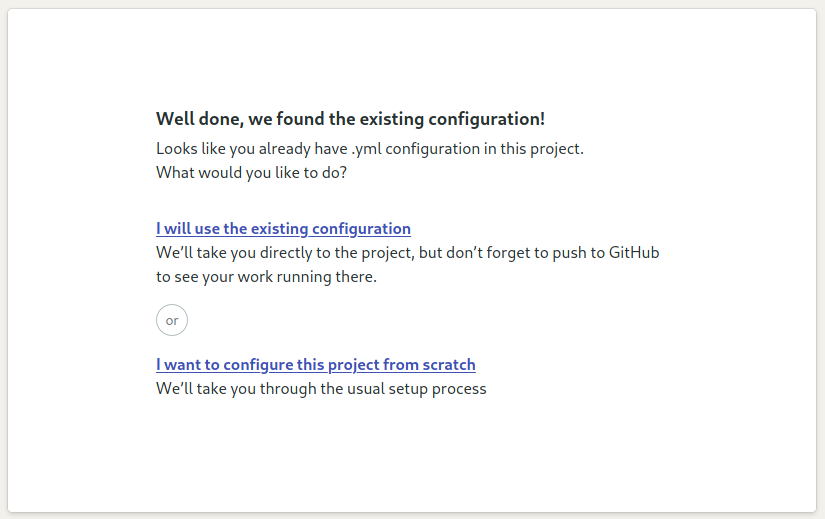 Well done, we found the existing configuration!
Looks like you already have .yml configuration in this project.
What would you like to do?
I will use the existing configuration
We’ll take you directly to the project, but don’t forget to push to GitHub
to see your work running there.
or
I want to configure this project from scratch
We’ll take you through the usual setup process